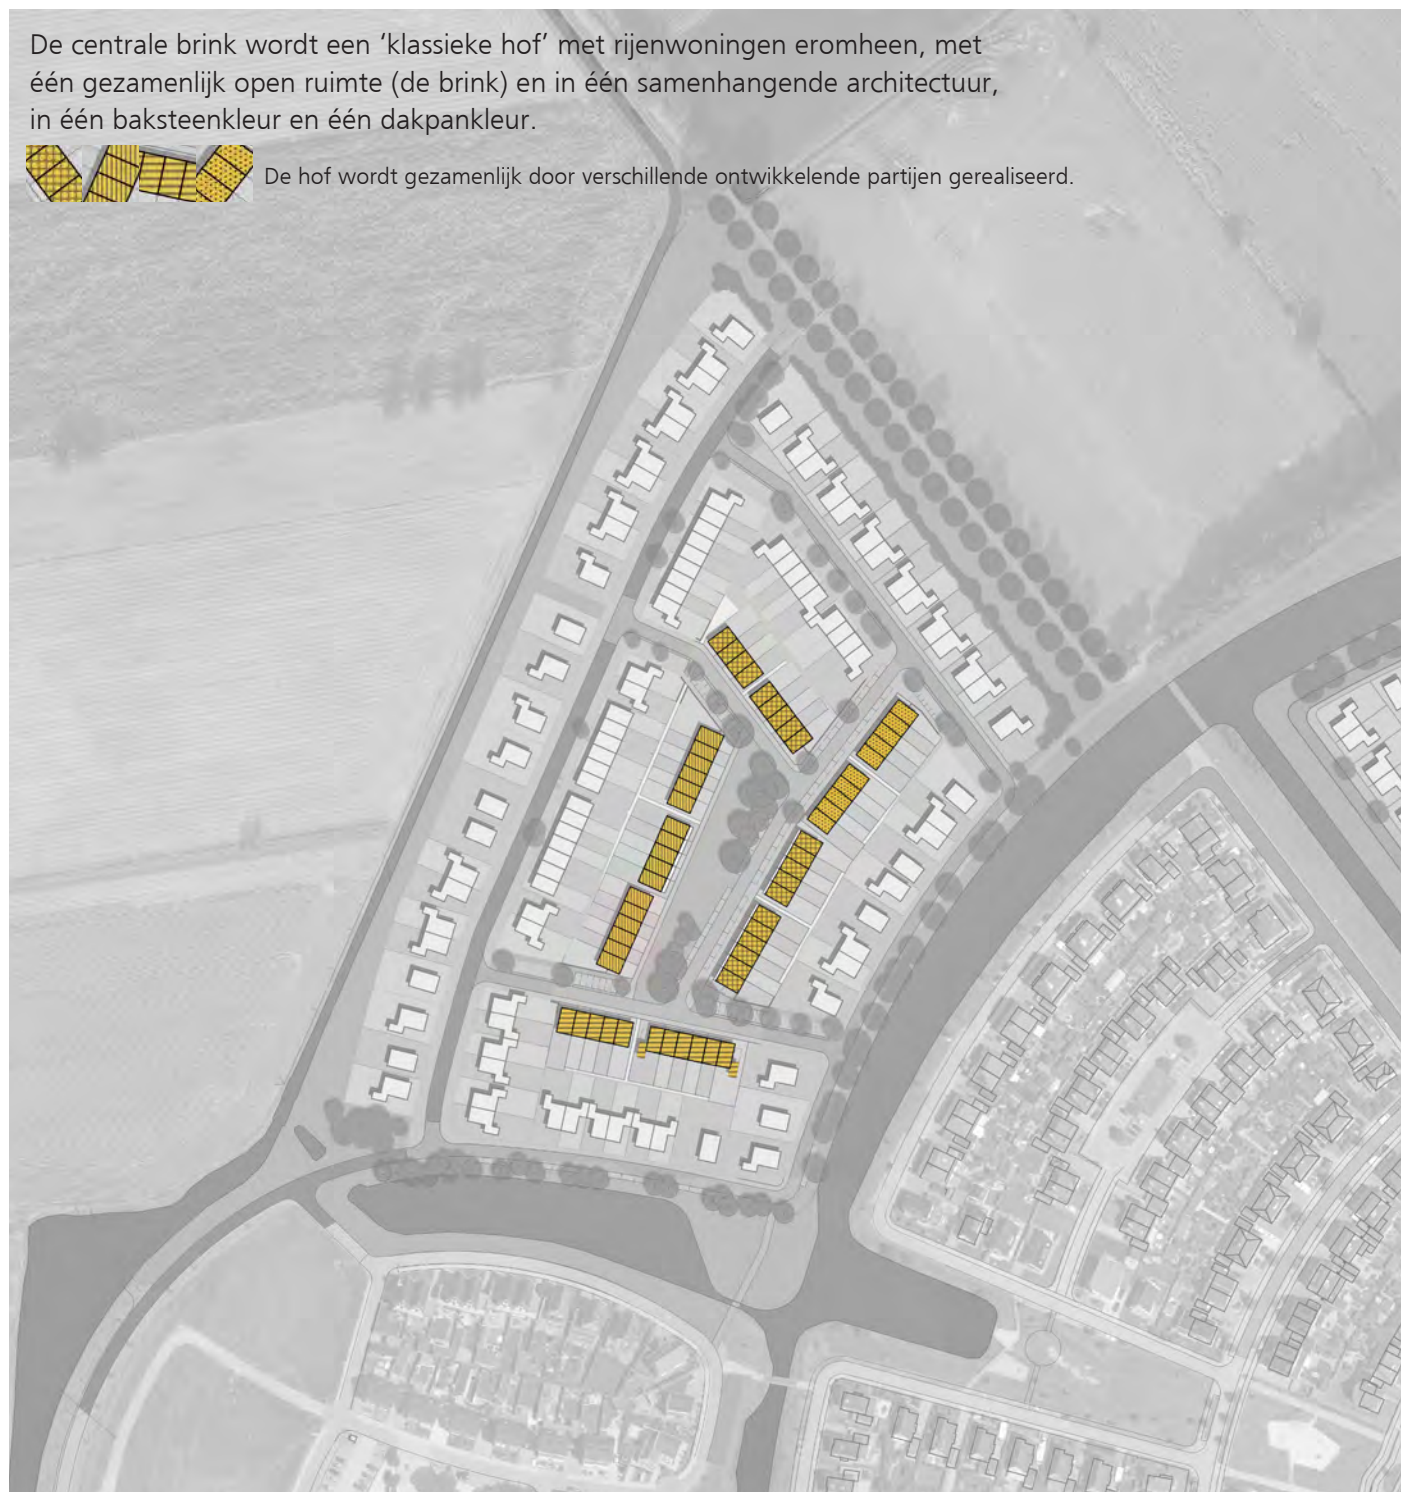 De centrale brink wordt een ‘klassieke hof’ met rijenwoningen eromheen, met
één gezamenlijk open ruimte (de brink) en in één samenhangende architectuur,
in één baksteenkleur en één dakpankleur.
De hof wordt gezamenlijk door verschillende ontwikkelende partijen gerealiseerd.